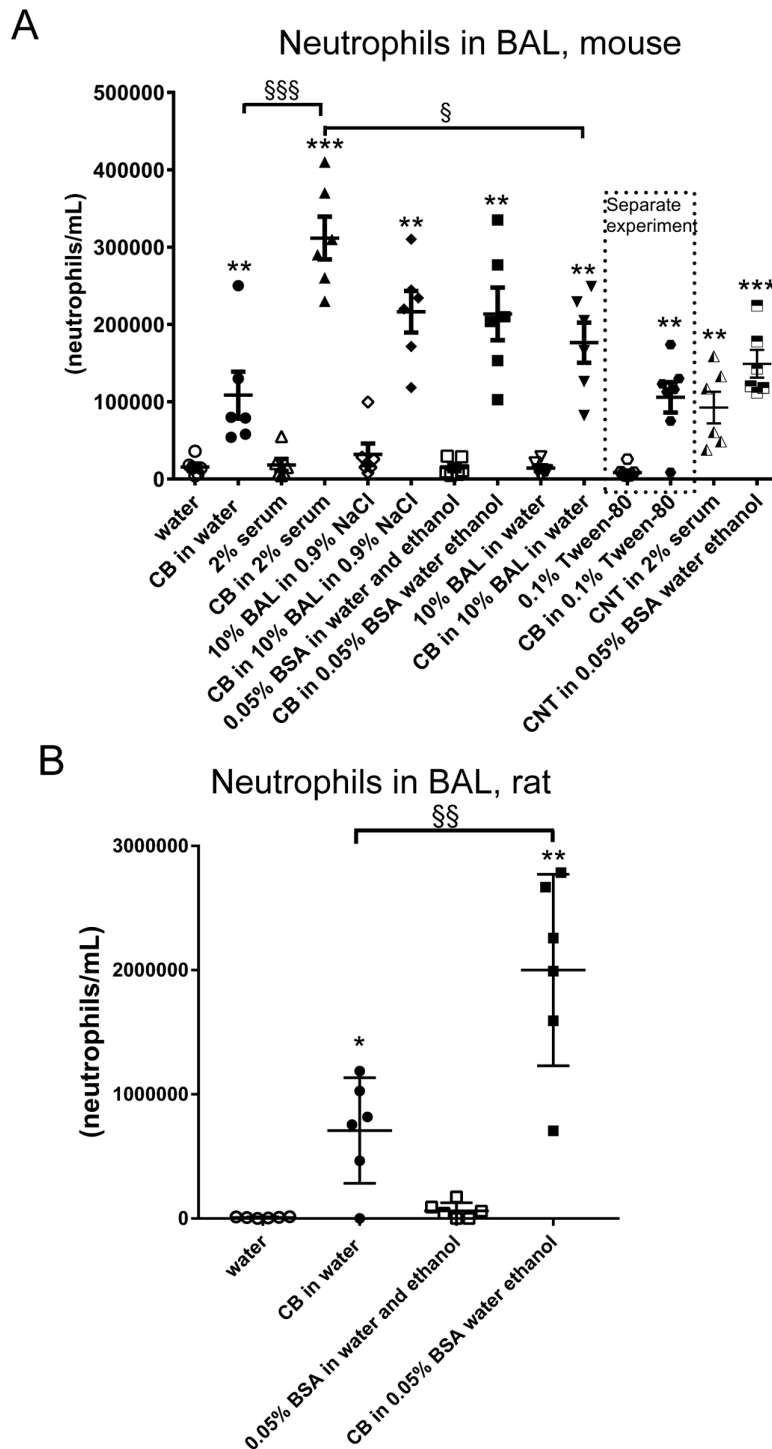 A
Neutrophils in BAL, mouse
(neutrophils/mL)
500000
400000
300000
200000
100000
0
§§§
§
**
***
**
**
**
**
**
***
Separate
experiment
water
CB in water
2% serum
CB in 2% serum
10% BAL in 0.9% NaCl
CB in 10% BAL in 0.9% NaCl
0.05% BSA in water and ethanol
CB in 0.05% BSA water ethanol
10% BAL in water
CB in 10% BAL in water
0.1% Tween-80
CB in 0.1% Tween-80
CNT in 2% serum
CNT in 0.05% BSA water ethanol
B
Neutrophils in BAL, rat
(neutrophils/mL)
3000000
2000000
1000000
0
§§
*
**
water
CB in water
0.05% BSA in water and ethanol
CB in 0.05% BSA water ethanol